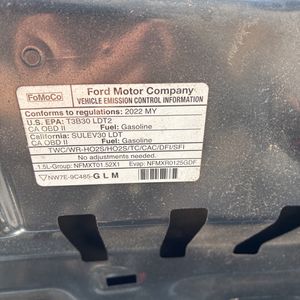 FoMoCo
Ford Motor Company
VEHICLE EMISSION CONTROL INFORMATION
Conforms to regulations: 2022 MY
U.S. EPA: T3B30 LDT2
CA OBD II Fuel: Gasoline
California: SULEV30 LDT
CA OBD II Fuel: Gasoline
TWC/WR-HO2S/HO2S/TC/CAC/DFI/SFI
No adjustments needed.
1.5L-Group: NFMXT01.52X1 Evap: NFMXR0125GDF
NW7E-9C485-GLM